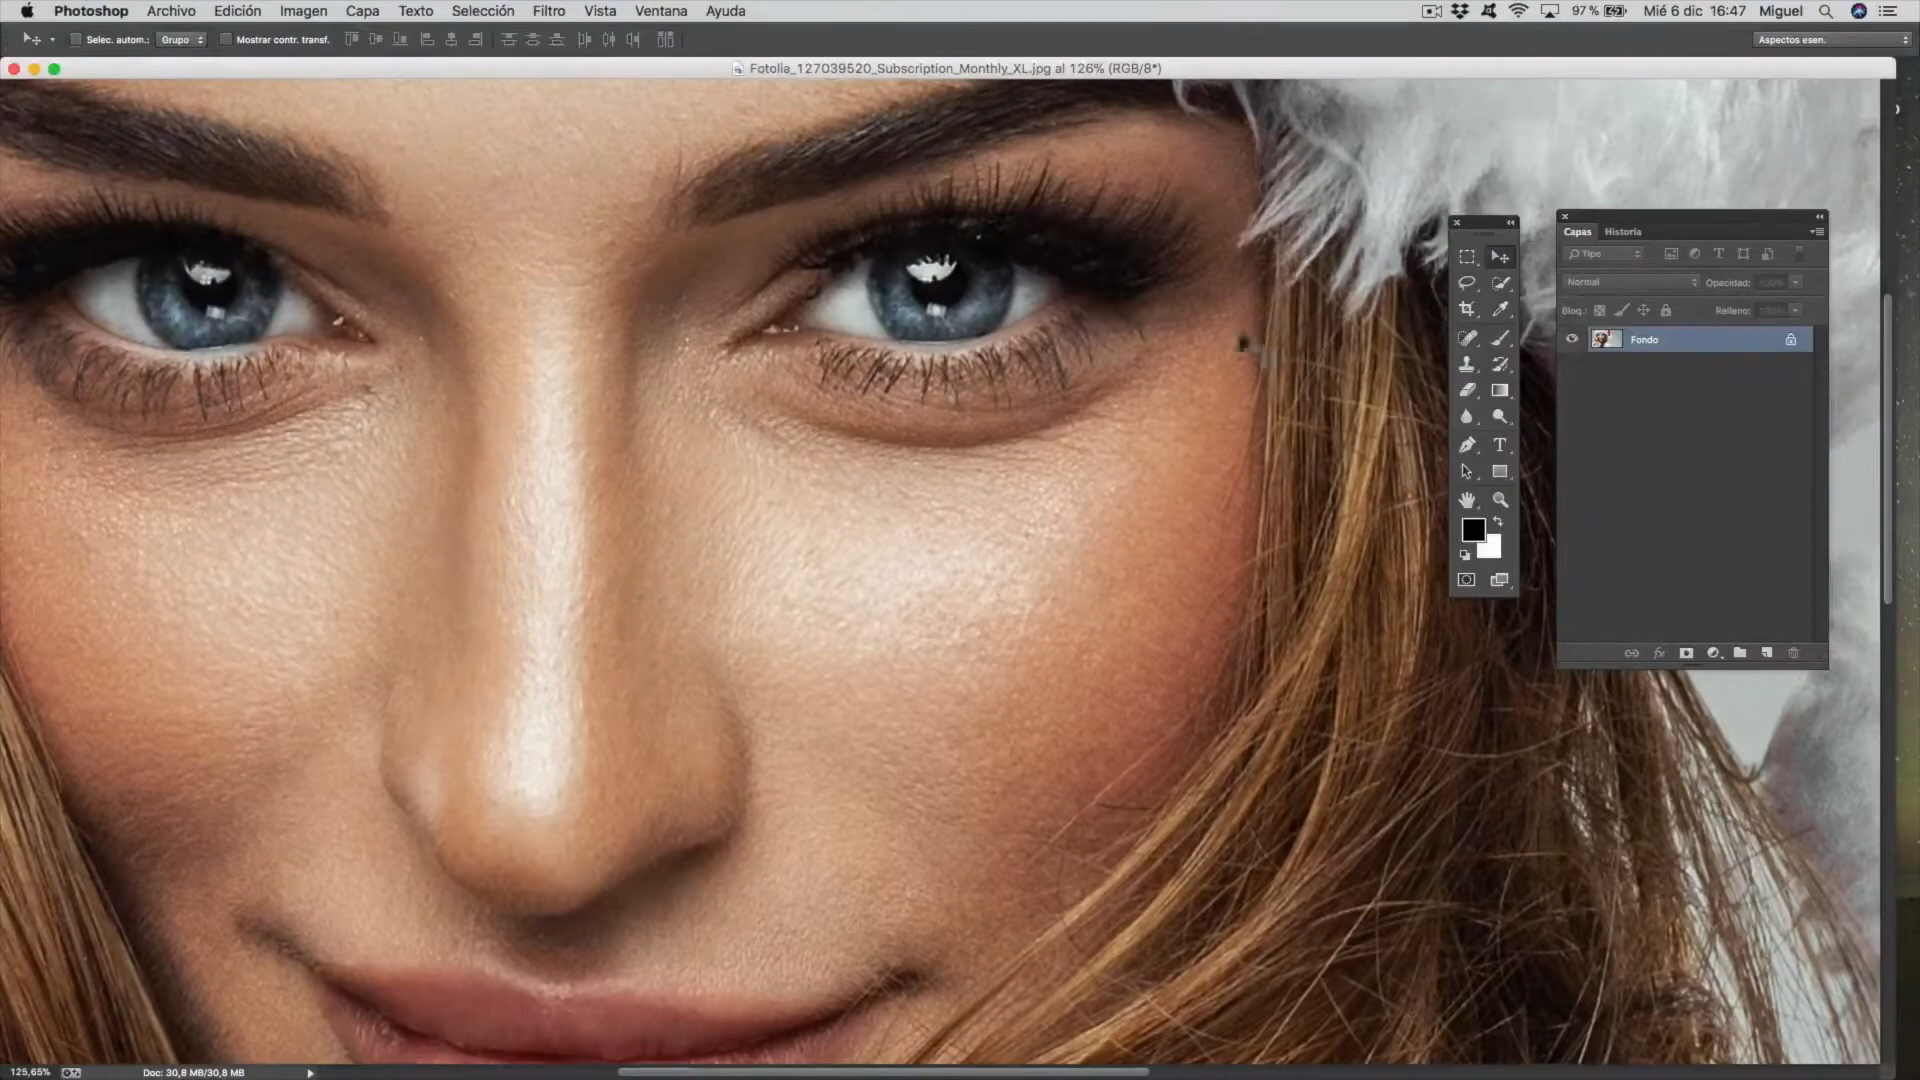 Photoshop Archivo Edición Imagen Capa Texto Selección Filtro Vista Ventana Ayuda 97 % Mié 6 dic 16:47 Miguel
Selec. autom.: Grupo Mostrar contr. transf. Aspectos esen.
Fotolia_127039520_Subscription_Monthly_XL.jpg al 126% (RGB/8*)
Capas Historia
Tipo
Normal Opacidad:
Bloq.: Relleno:
Fondo
125,65% Doc: 30,8 MB/30,8 MB